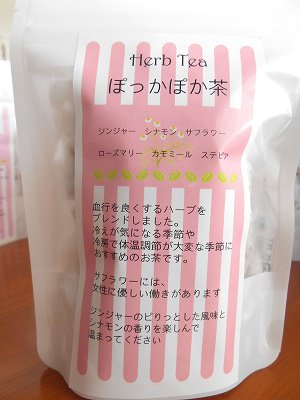 Herb Tea
ぽっかぽか茶
ジンジャー シナモン サフラワー
ローズマリー カモミール ステビア
血行を良くするハーブを
ブレンドしました。
冷えが気になる季節や
冷房で体温調節が大変な季節に
おすすめのお茶です。
サフラワーには、
女性に優しい働きがあります
ジンジャーのピリっとした風味と
シナモンの香りを楽しんで
温まってください